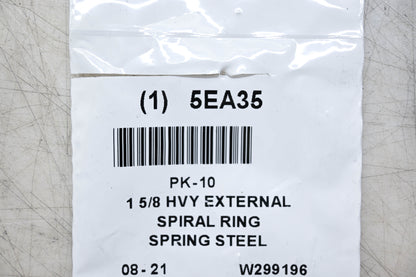 (1) 5EA35
PK-10
1 5/8 HVY EXTERNAL
SPIRAL RING
SPRING STEEL
08-21 W299196